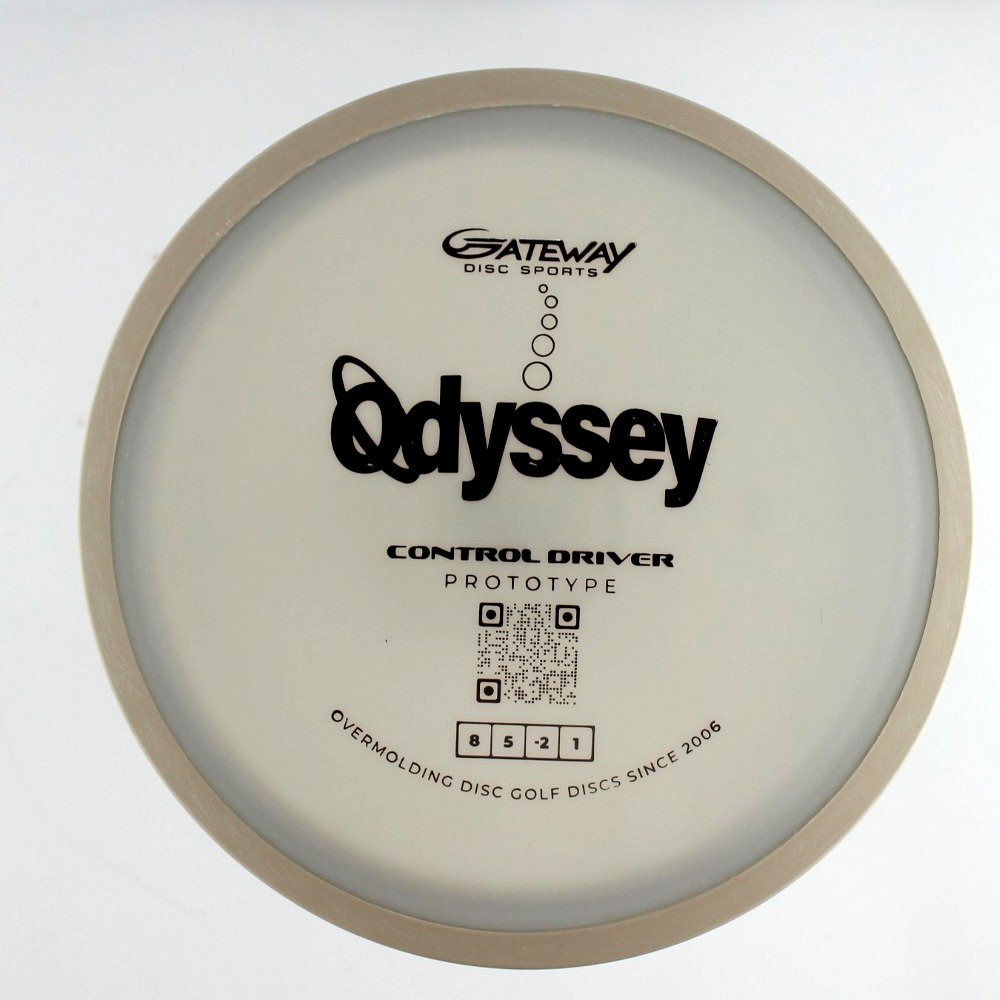 GATEWAY
DISC SPORTS
Odyssey
CONTROL DRIVER
PROTOTYPE
8 5 -2 1
OVERMOLDING DISC GOLF DISCS SINCE 2006